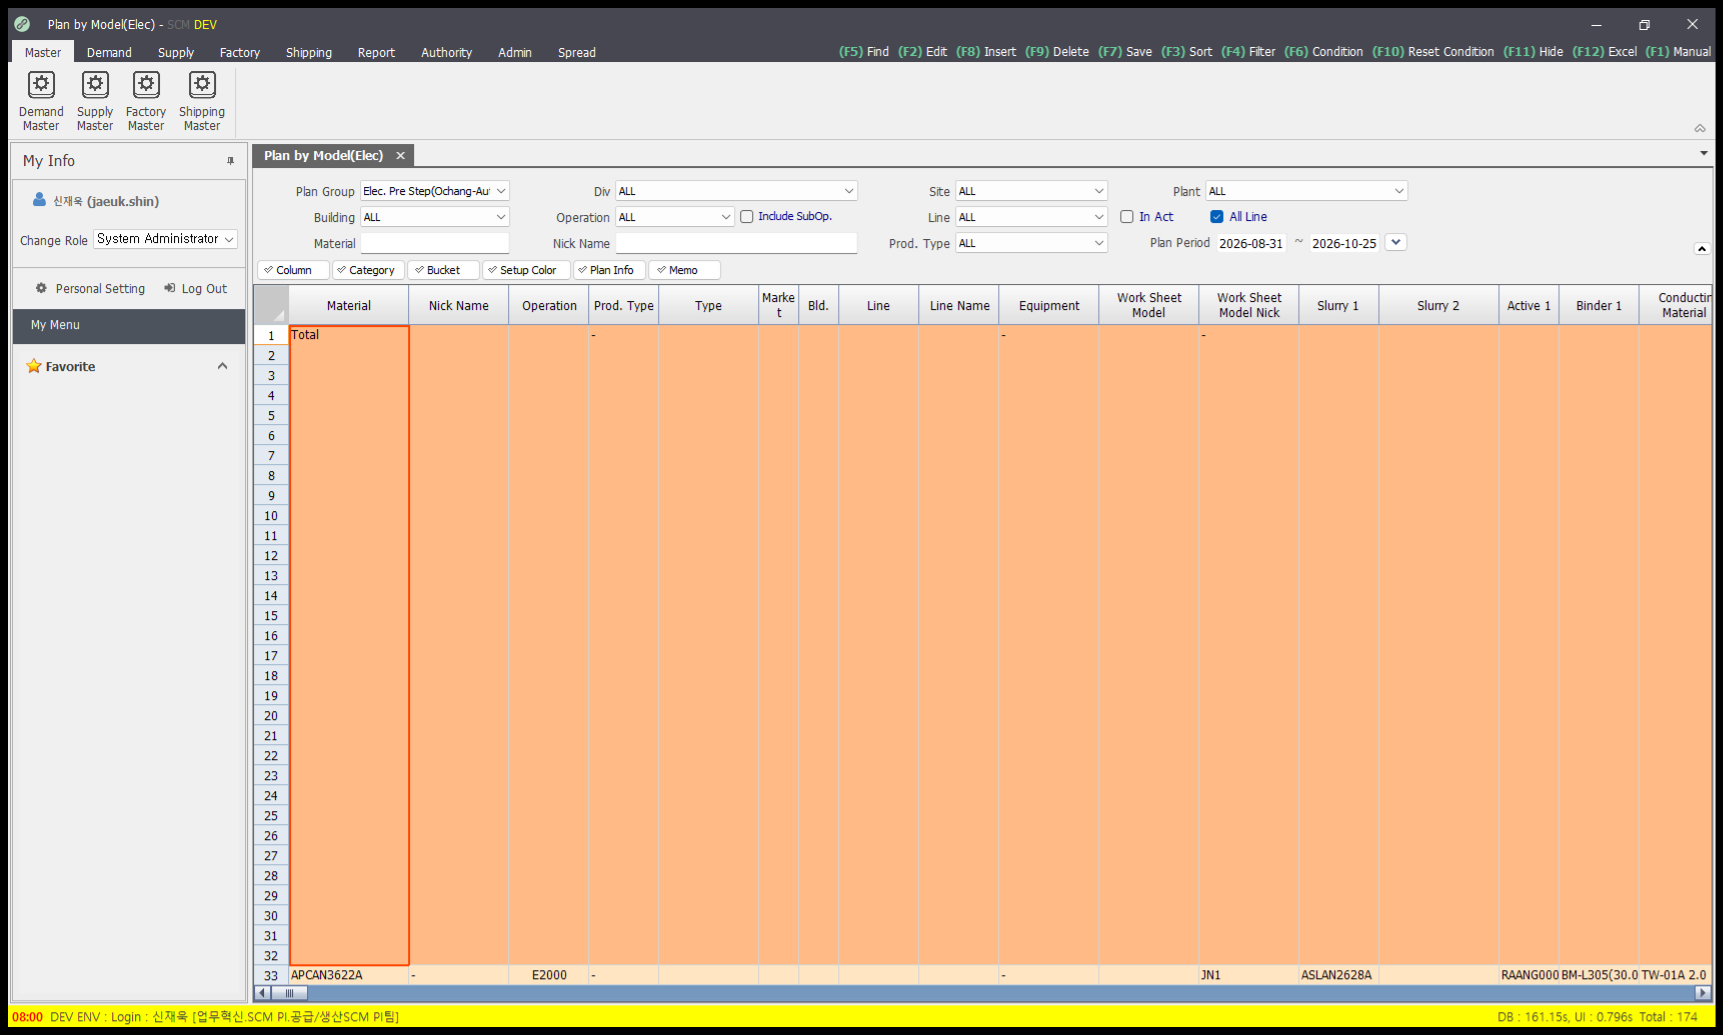 Plan by Model(Elec) - SCM DEV
Master Demand Supply Factory Shipping Report Authority Admin Spread (F5) Find (F2) Edit (F8) Insert (F9) Delete (F7) Save (F3) Sort (F4) Filter (F6) Condition (F10) Reset Condition (F11) Hide (F12) Excel (F1) Manual
Demand Master
Supply Master
Factory Master
Shipping Master
My Info
신재욱 (jaeuk.shin)
Change Role System Administrator
Personal Setting Log Out
My Menu
Favorite
Plan by Model(Elec)
Plan Group Elec. Pre Step(Ochang-Au Div ALL Site ALL Plant ALL
Building ALL Operation ALL Include SubOp. Line ALL In Act All Line
Material Nick Name Prod. Type ALL Plan Period 2026-08-31 ~ 2026-10-25
Column Category Bucket Setup Color Plan Info Memo
Material Nick Name Operation Prod. Type Type Market Bld. Line Line Name Equipment Work Sheet Model Work Sheet Model Nick Slurry 1 Slurry 2 Active 1 Binder 1 Conductin Material
1 Total - - -
2
3
4
5
6
7
8
9
10
11
12
13
14
15
16
17
18
19
20
21
22
23
24
25
26
27
28
29
30
31
32
33 APCAN3622A - E2000 - - JN1 ASLAN2628A RAANG000 BM-L305(30.0 TW-01A 2.0
08:00 DEV ENV : Login : 신재욱 [업무혁신.SCM PI.공급/생산SCM PI팀] DB : 161.15s, UI : 0.796s Total : 174